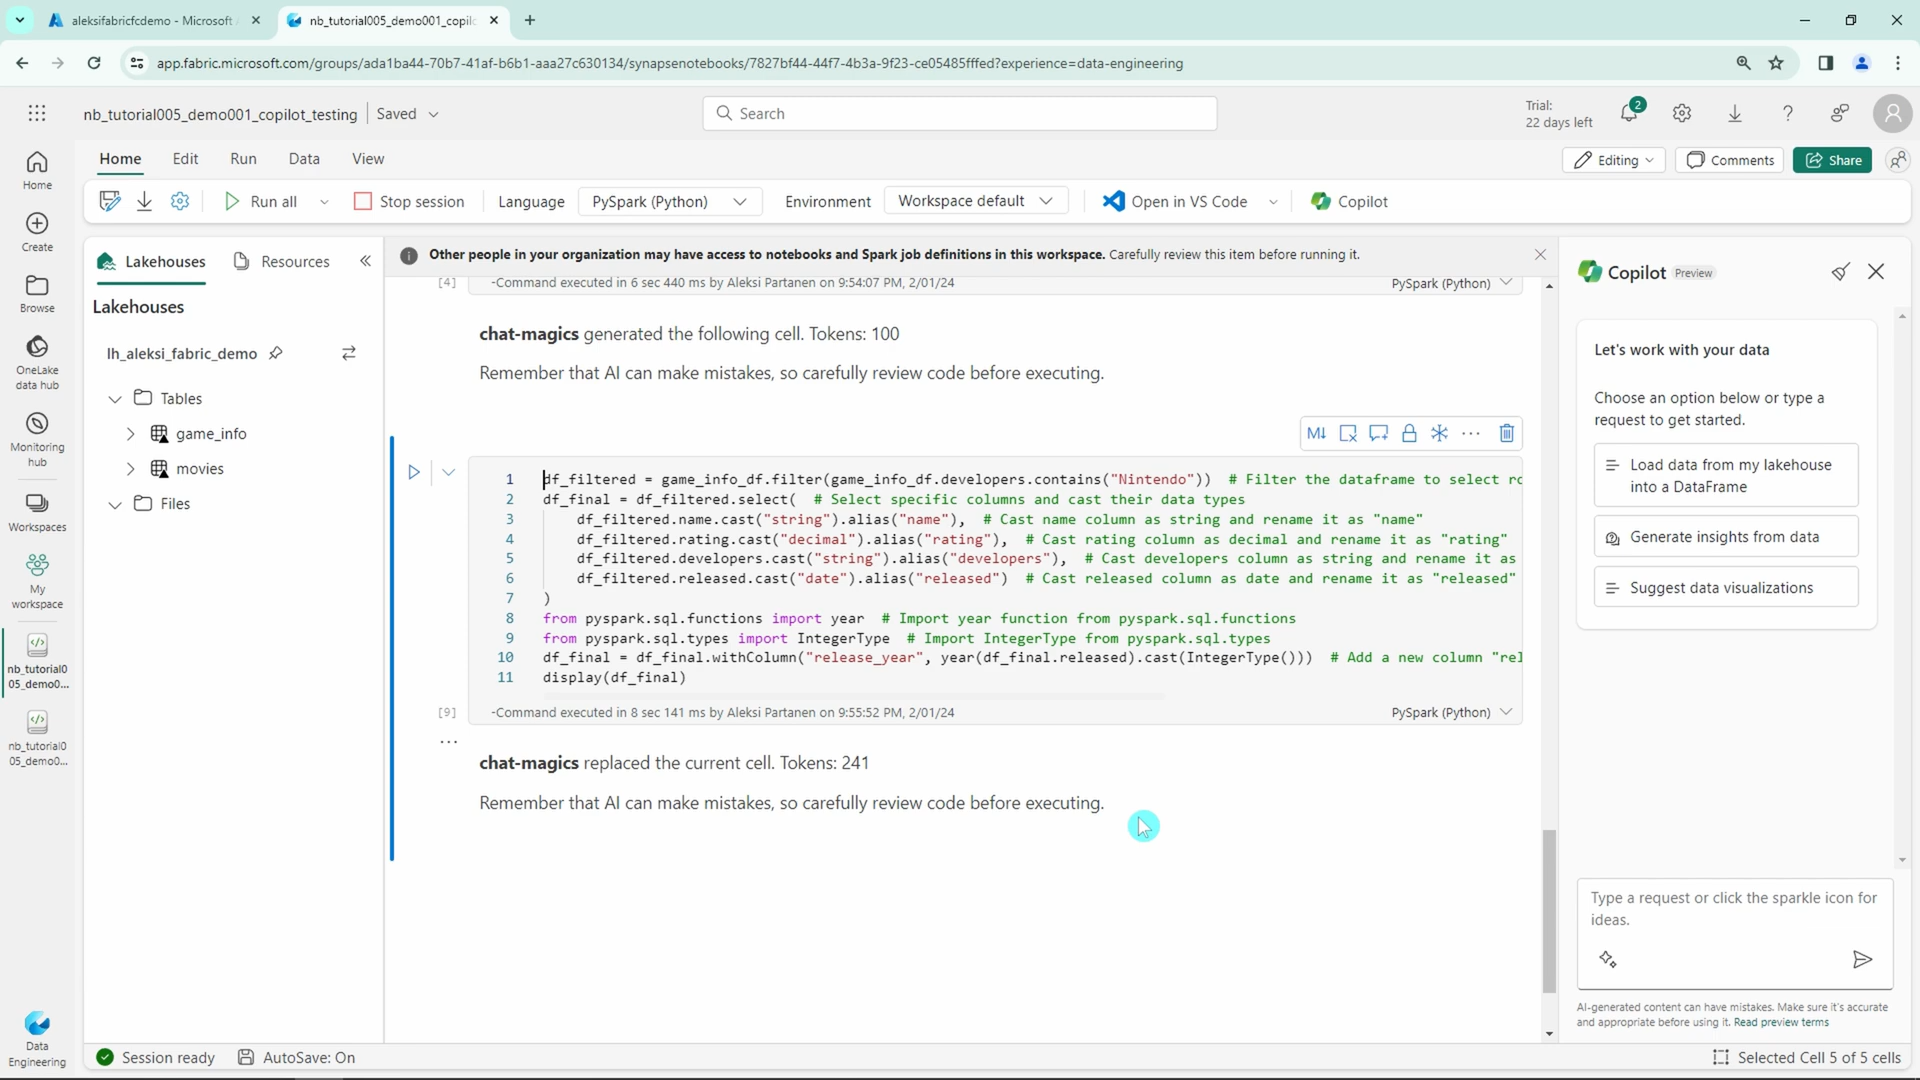 aleksifabricfcdemo - Microsoft
nb_tutorial005_demo001_copil
app.fabric.microsoft.com/groups/ada1ba44-70b7-41af-b6b1-aaa27c630134/synapsenotebooks/7827bf44-44f7-4b3a-9f23-ce05485fffed?experience=data-engineering
nb_tutorial005_demo001_copilot_testing
Saved
Search
Trial:
22 days left
2
Home
Edit
Run
Data
View
Editing
Comments
Share
Run all
Stop session
Language
PySpark (Python)
Environment
Workspace default
Open in VS Code
Copilot
Home
Create
Browse
OneLake
data hub
Monitoring
hub
Workspaces
My
workspace
nb_tutorial0
05_demo0...
nb_tutorial0
05_demo0...
Data
Engineering
Lakehouses
Resources
Lakehouses
lh_aleksi_fabric_demo
Tables
game_info
movies
Files
Other people in your organization may have access to notebooks and Spark job definitions in this workspace. Carefully review this item before running it.
[4]
-Command executed in 6 sec 440 ms by Aleksi Partanen on 9:54:07 PM, 2/01/24
PySpark (Python)
chat-magics generated the following cell. Tokens: 100
Remember that AI can make mistakes, so carefully review code before executing.
M↓
1 df_filtered = game_info_df.filter(game_info_df.developers.contains("Nintendo")) # Filter the dataframe to select ro
2 df_final = df_filtered.select( # Select specific columns and cast their data types
3 df_filtered.name.cast("string").alias("name"), # Cast name column as string and rename it as "name"
4 df_filtered.rating.cast("decimal").alias("rating"), # Cast rating column as decimal and rename it as "rating"
5 df_filtered.developers.cast("string").alias("developers"), # Cast developers column as string and rename it as
6 df_filtered.released.cast("date").alias("released") # Cast released column as date and rename it as "released"
7 )
8 from pyspark.sql.functions import year # Import year function from pyspark.sql.functions
9 from pyspark.sql.types import IntegerType # Import IntegerType from pyspark.sql.types
10 df_final = df_final.withColumn("release_year", year(df_final.released).cast(IntegerType())) # Add a new column "rel
11 display(df_final)
[9]
-Command executed in 8 sec 141 ms by Aleksi Partanen on 9:55:52 PM, 2/01/24
PySpark (Python)
...
chat-magics replaced the current cell. Tokens: 241
Remember that AI can make mistakes, so carefully review code before executing.
Copilot
Preview
Let's work with your data
Choose an option below or type a
request to get started.
Load data from my lakehouse
into a DataFrame
Generate insights from data
Suggest data visualizations
Type a request or click the sparkle icon for
ideas.
AI-generated content can have mistakes. Make sure it's accurate
and appropriate before using it. Read preview terms
Session ready
AutoSave: On
Selected Cell 5 of 5 cells